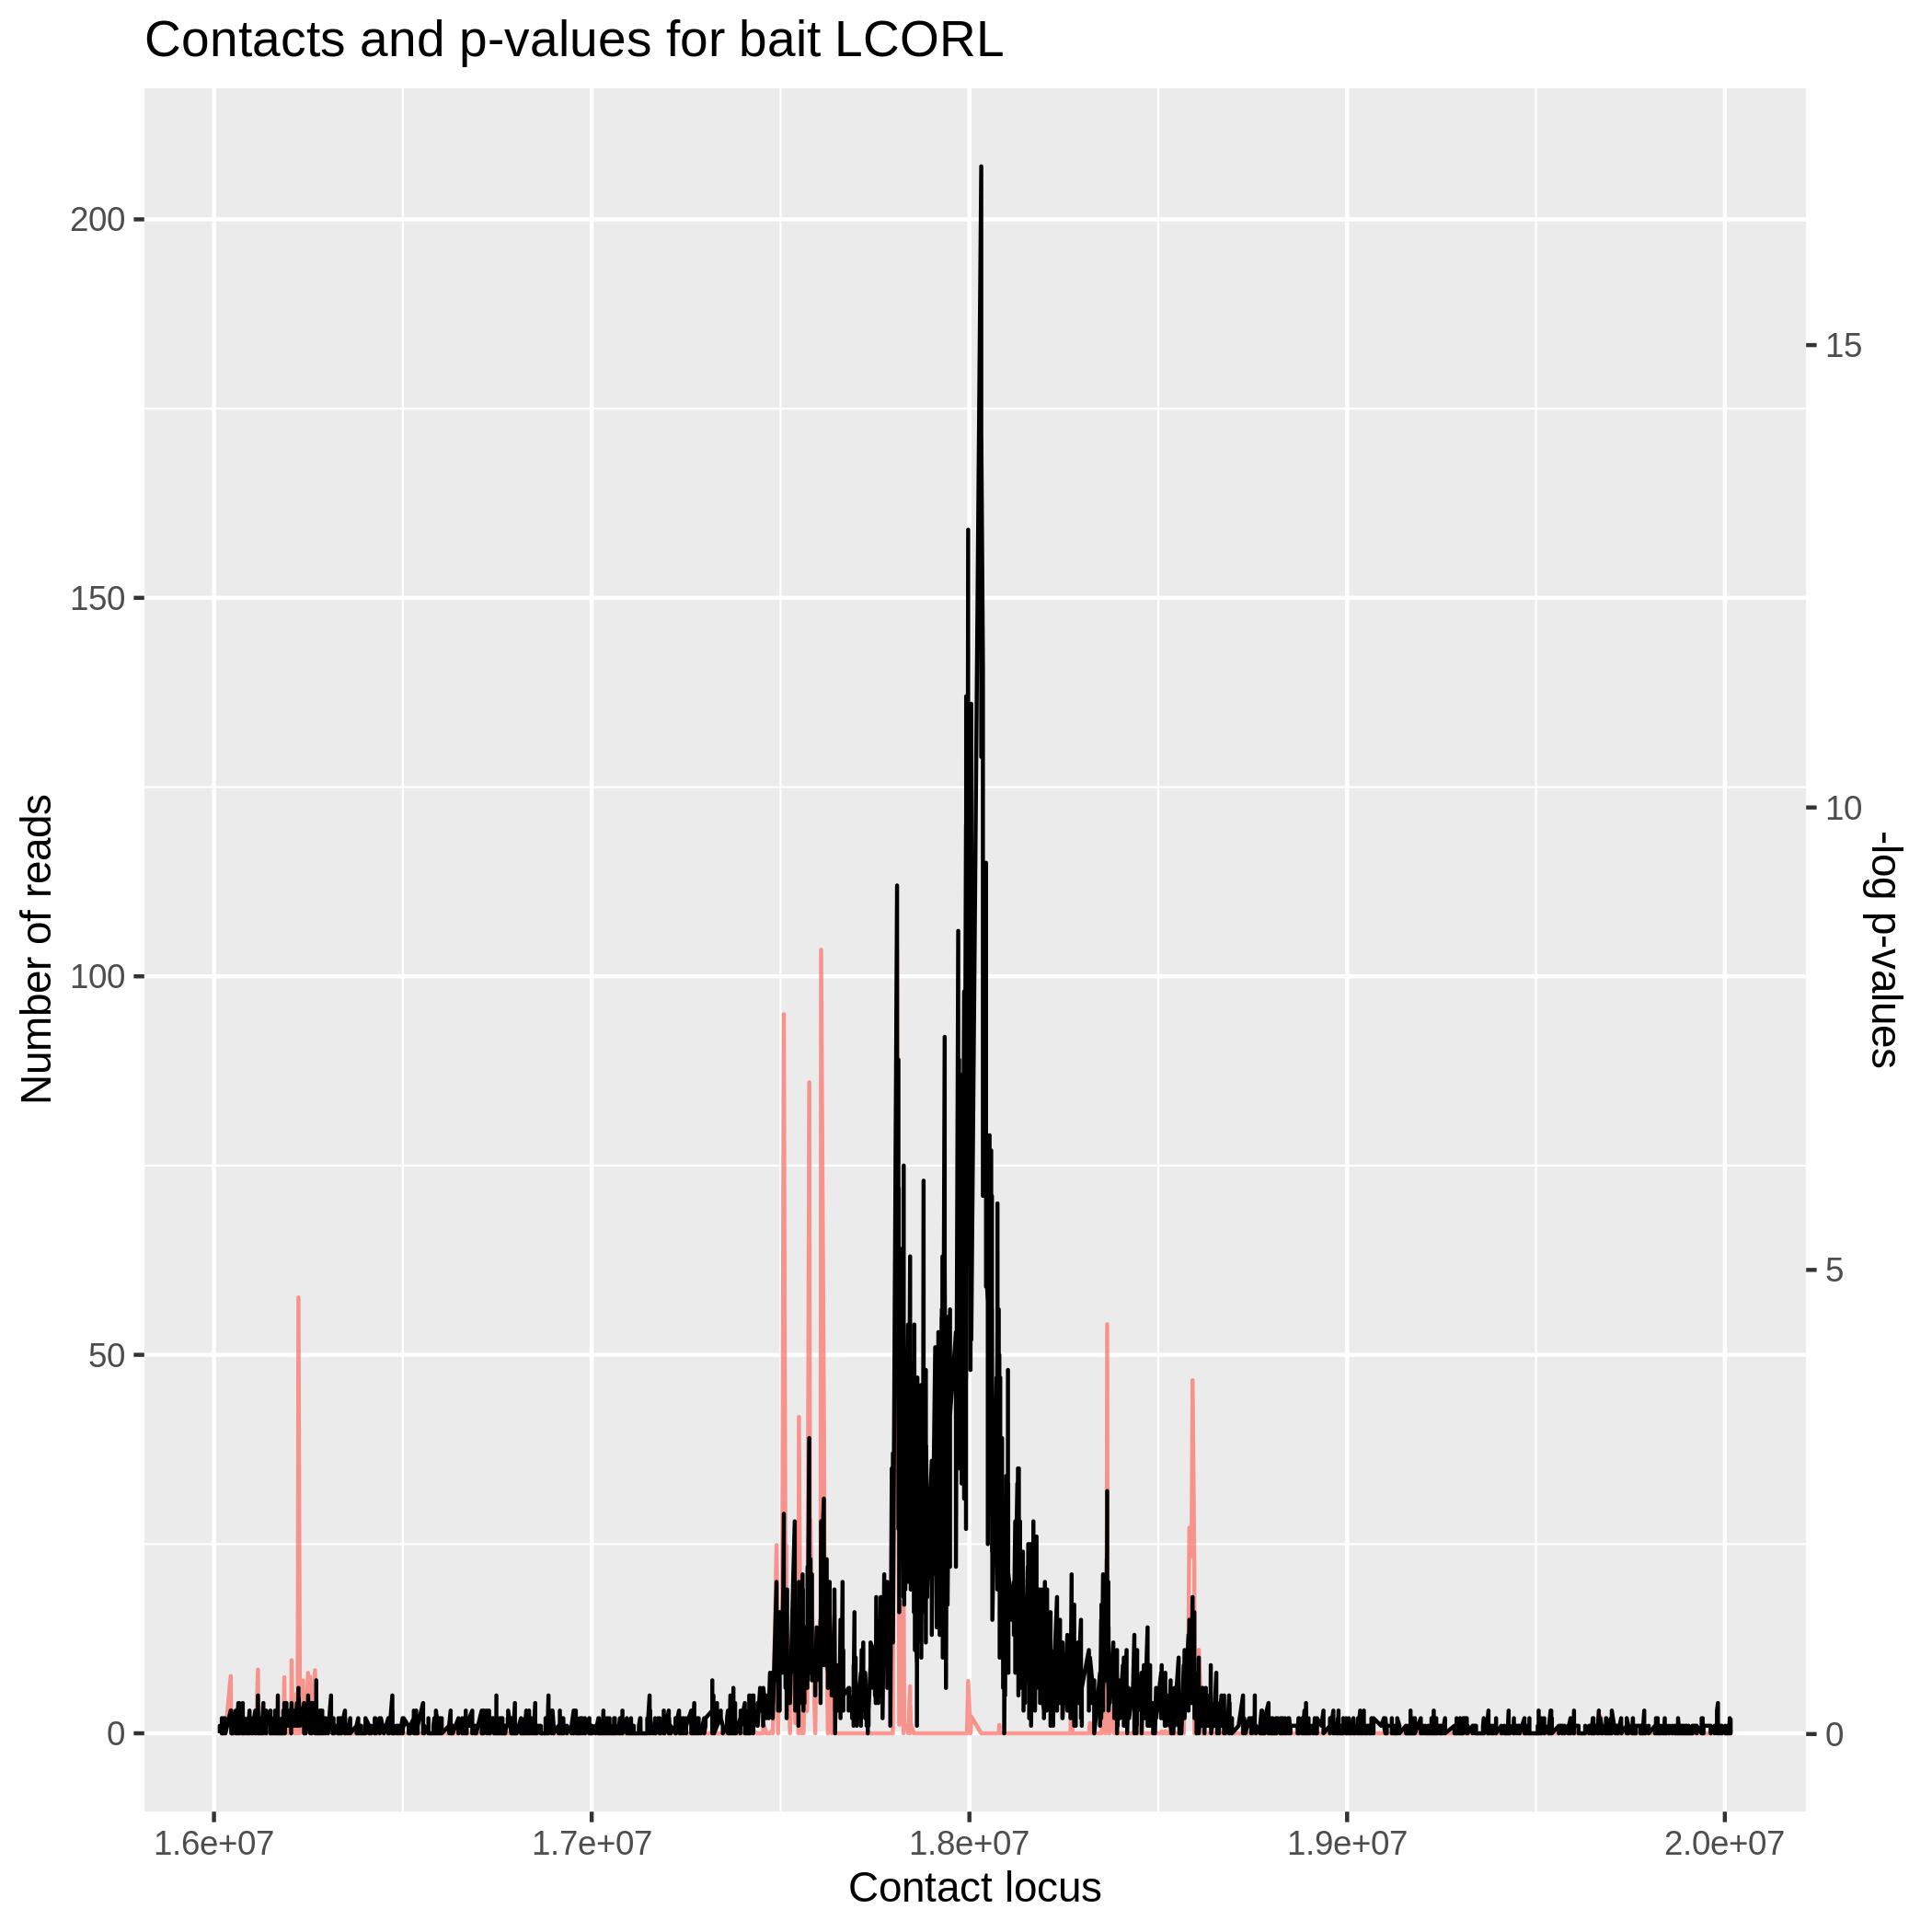 Contacts and p-values for bait LCORL
200
150
100
50
0
15
10
5
0
Number of reads
-log p-values
1.6e+07
1.7e+07
1.8e+07
1.9e+07
2.0e+07
Contact locus